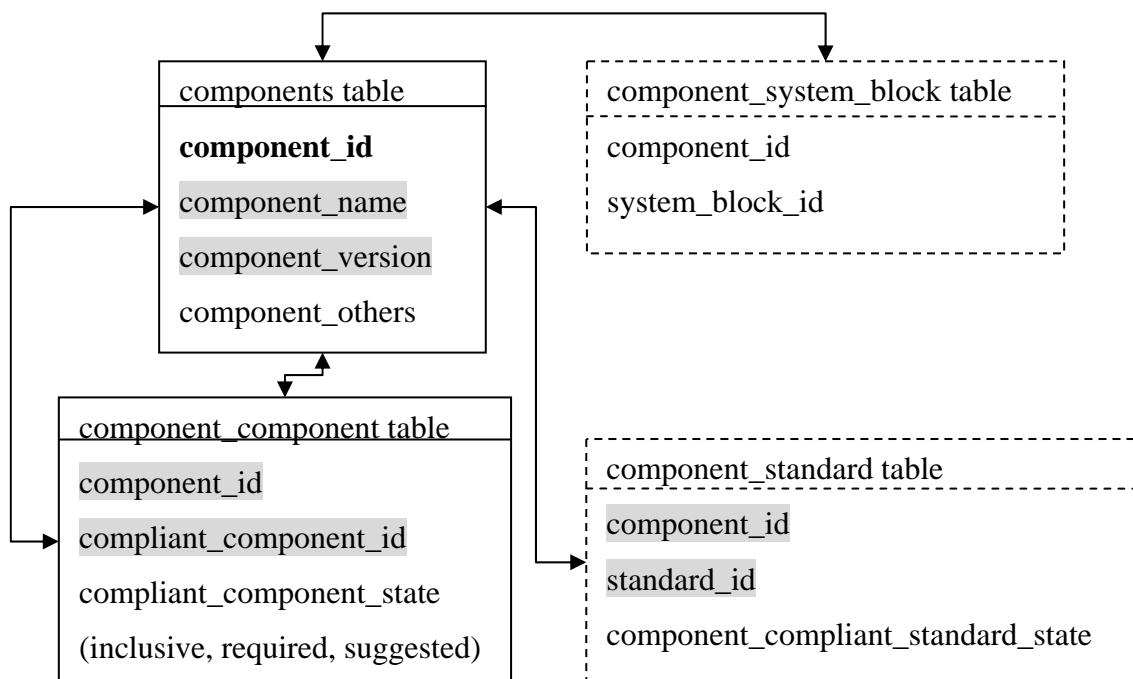 components table
component_id
component_name
component_version
component_others
component_system_block table
component_id
system_block_id
component_component table
component_id
compliant_component_id
compliant_component_state
(inclusive, required, suggested)
component_standard table
component_id
standard_id
component_compliant_standard_state